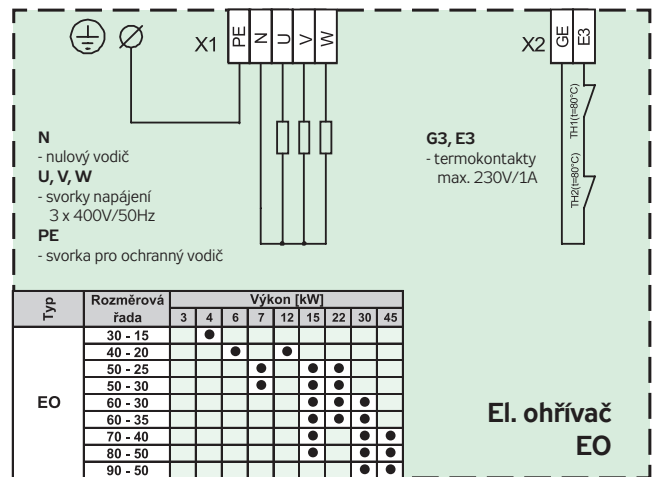 X1 PE N U V W
X2 GE E3
TH1(t=80°C)
TH2(t=80°C)
N
- nulový vodič
U, V, W
- svorky napájení
3 x 400V/50Hz
PE
- svorka pro ochranný vodič
G3, E3
- termokontakty
max. 230V/1A
Typ Rozměrová řada Výkon [kW]
3 4 6 7 12 15 22 30 45
EO
30 - 15 ●
40 - 20 ● ●
50 - 25 ● ● ●
50 - 30 ● ● ●
60 - 30 ● ● ●
60 - 35 ● ● ●
70 - 40 ● ● ●
80 - 50 ● ● ●
90 - 50 ● ●
El. ohřívač
EO